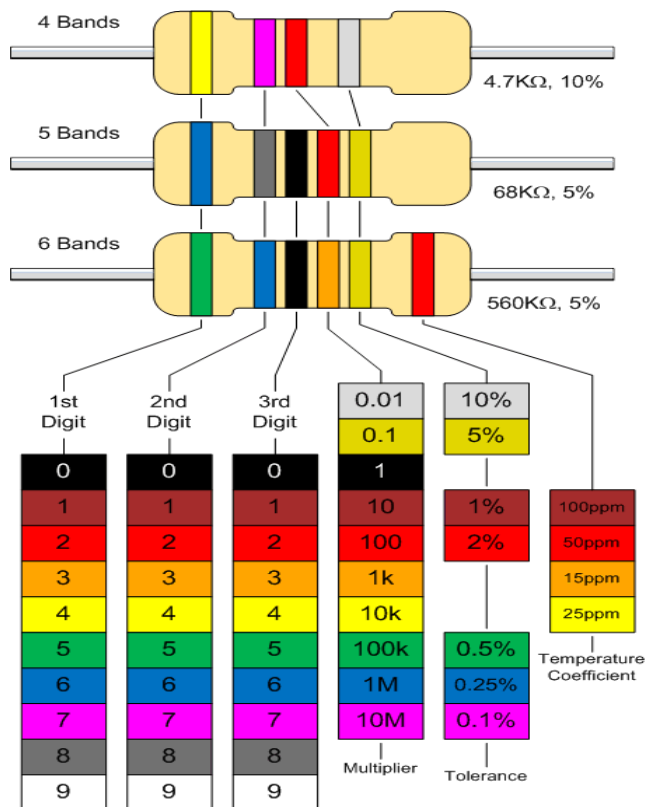 4 Bands
4.7KΩ, 10%
5 Bands
68KΩ, 5%
6 Bands
560KΩ, 5%
1st
Digit
2nd
Digit
3rd
Digit
0.01 10%
0.1 5%
0 0 0 1
1 1 1 10 1% 100ppm
2 2 2 100 2% 50ppm
3 3 3 1k 15ppm
4 4 4 10k 25ppm
5 5 5 100k 0.5%
6 6 6 1M 0.25%
7 7 7 10M 0.1%
8 8 8
9 9 9
Multiplier
Tolerance
Temperature
Coefficient